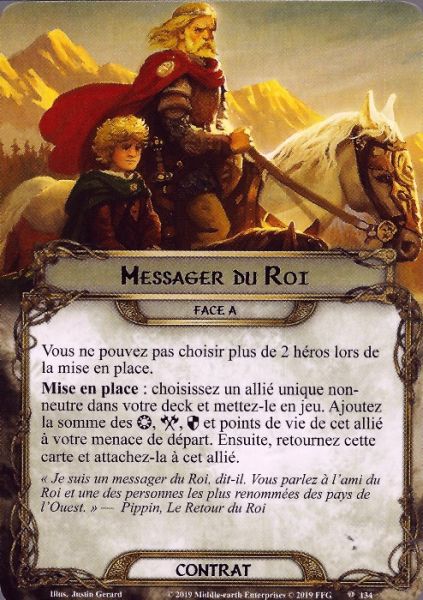 Messager du Roi
Face A
Vous ne pouvez pas choisir plus de 2 héros lors de
la mise en place.
Mise en place : choisissez un allié unique non-
neutre dans votre deck et mettez-le en jeu. Ajoutez
la somme des , , et points de vie de cet allié
à votre menace de départ. Ensuite, retournez cette
carte et attachez-la à cet allié.
« Je suis un messager du Roi, dit-il. Vous parlez à l'ami du
Roi et une des personnes les plus renommées des pays de
l'Ouest. » — Pippin, Le Retour du Roi
Contrat
Illus. Justin Gerard © 2019 Middle-earth Enterprises © 2019 FFG 134